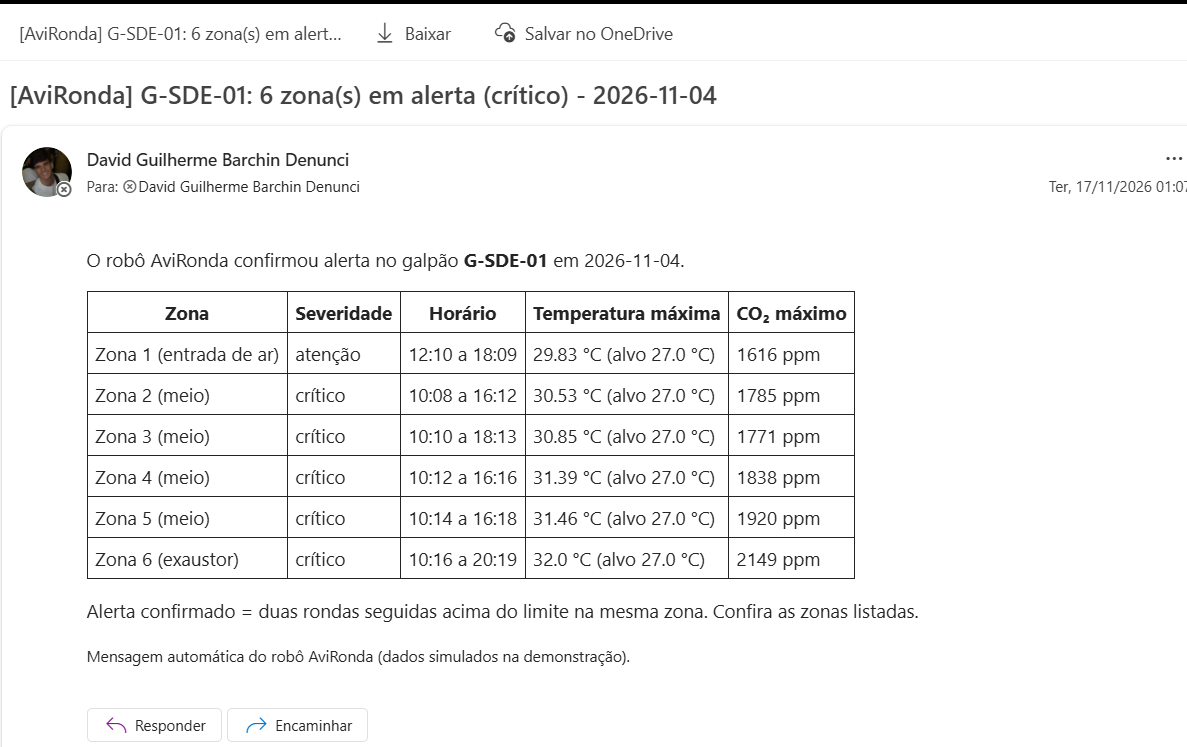 [AviRonda] G-SDE-01: 6 zona(s) em alert... Baixar Salvar no OneDrive
[AviRonda] G-SDE-01: 6 zona(s) em alerta (crítico) - 2026-11-04
David Guilherme Barchin Denunci
Para: David Guilherme Barchin Denunci
Ter, 17/11/2026 01:07
O robô AviRonda confirmou alerta no galpão G-SDE-01 em 2026-11-04.
Zona Severidade Horário Temperatura máxima CO₂ máximo
Zona 1 (entrada de ar) atenção 12:10 a 18:09 29.83 °C (alvo 27.0 °C) 1616 ppm
Zona 2 (meio) crítico 10:08 a 16:12 30.53 °C (alvo 27.0 °C) 1785 ppm
Zona 3 (meio) crítico 10:10 a 18:13 30.85 °C (alvo 27.0 °C) 1771 ppm
Zona 4 (meio) crítico 10:12 a 16:16 31.39 °C (alvo 27.0 °C) 1838 ppm
Zona 5 (meio) crítico 10:14 a 16:18 31.46 °C (alvo 27.0 °C) 1920 ppm
Zona 6 (exaustor) crítico 10:16 a 20:19 32.0 °C (alvo 27.0 °C) 2149 ppm
Alerta confirmado = duas rondas seguidas acima do limite na mesma zona. Confira as zonas listadas.
Mensagem automática do robô AviRonda (dados simulados na demonstração).
Responder Encaminhar